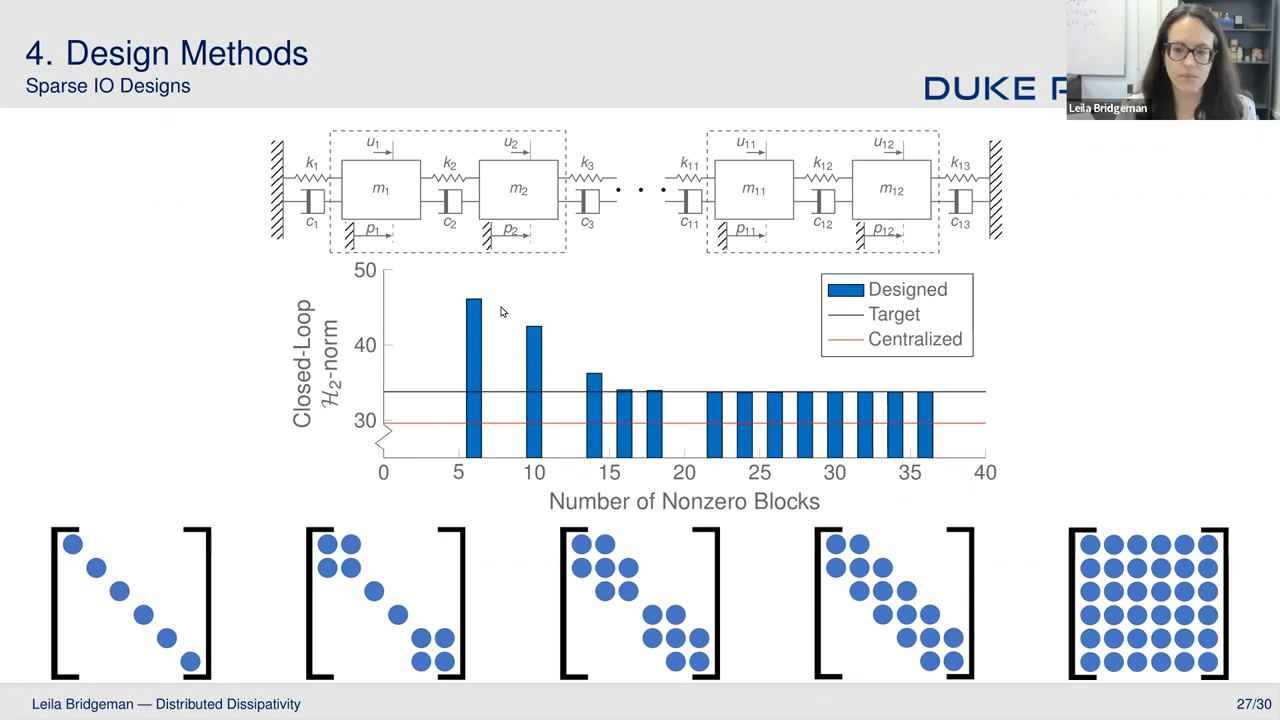 4. Design Methods
Sparse IO Designs
DUKE
Leila Bridgeman
k₁ u₁ m₁ c₁ p₁ k₂ u₂ m₂ c₂ p₂ k₃ c₃ . . . k₁₁ c₁₁ u₁₁ m₁₁ p₁₁ k₁₂ c₁₂ u₁₂ m₁₂ p₁₂ k₁₃ c₁₃
Closed-Loop
ℋ₂-norm
50
40
30
Designed
Target
Centralized
0 5 10 15 20 25 30 35 40
Number of Nonzero Blocks
Leila Bridgeman — Distributed Dissipativity
27/30